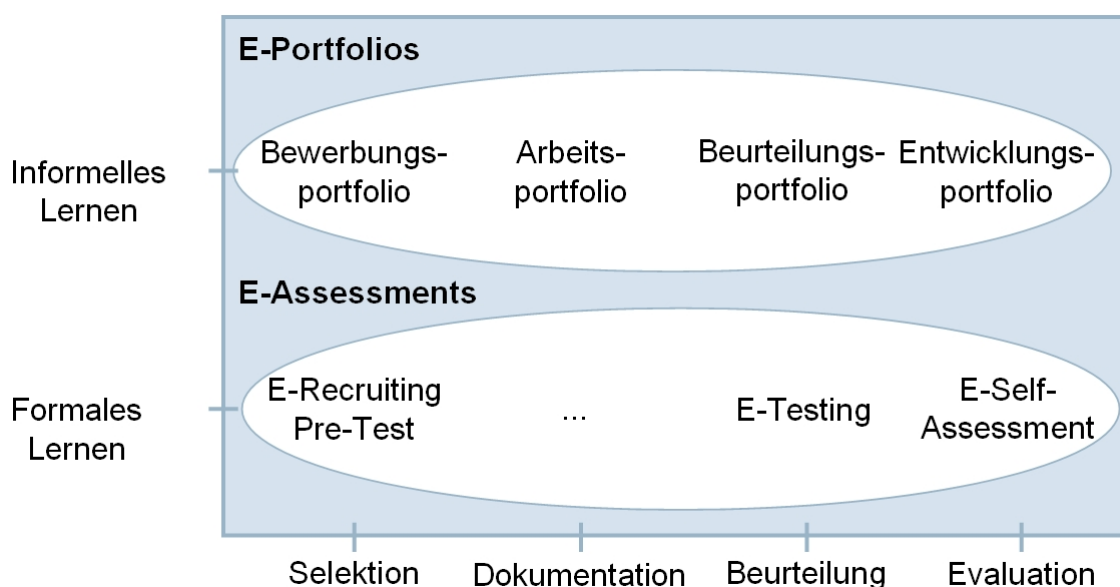 E-Portfolios
Informelles
Lernen
Bewerbungs-
portfolio
Arbeits-
portfolio
Beurteilungs-
portfolio
Entwicklungs-
portfolio
E-Assessments
Formales
Lernen
E-Recruiting
Pre-Test
...
E-Testing
E-Self-
Assessment
Selektion
Dokumentation
Beurteilung
Evaluation